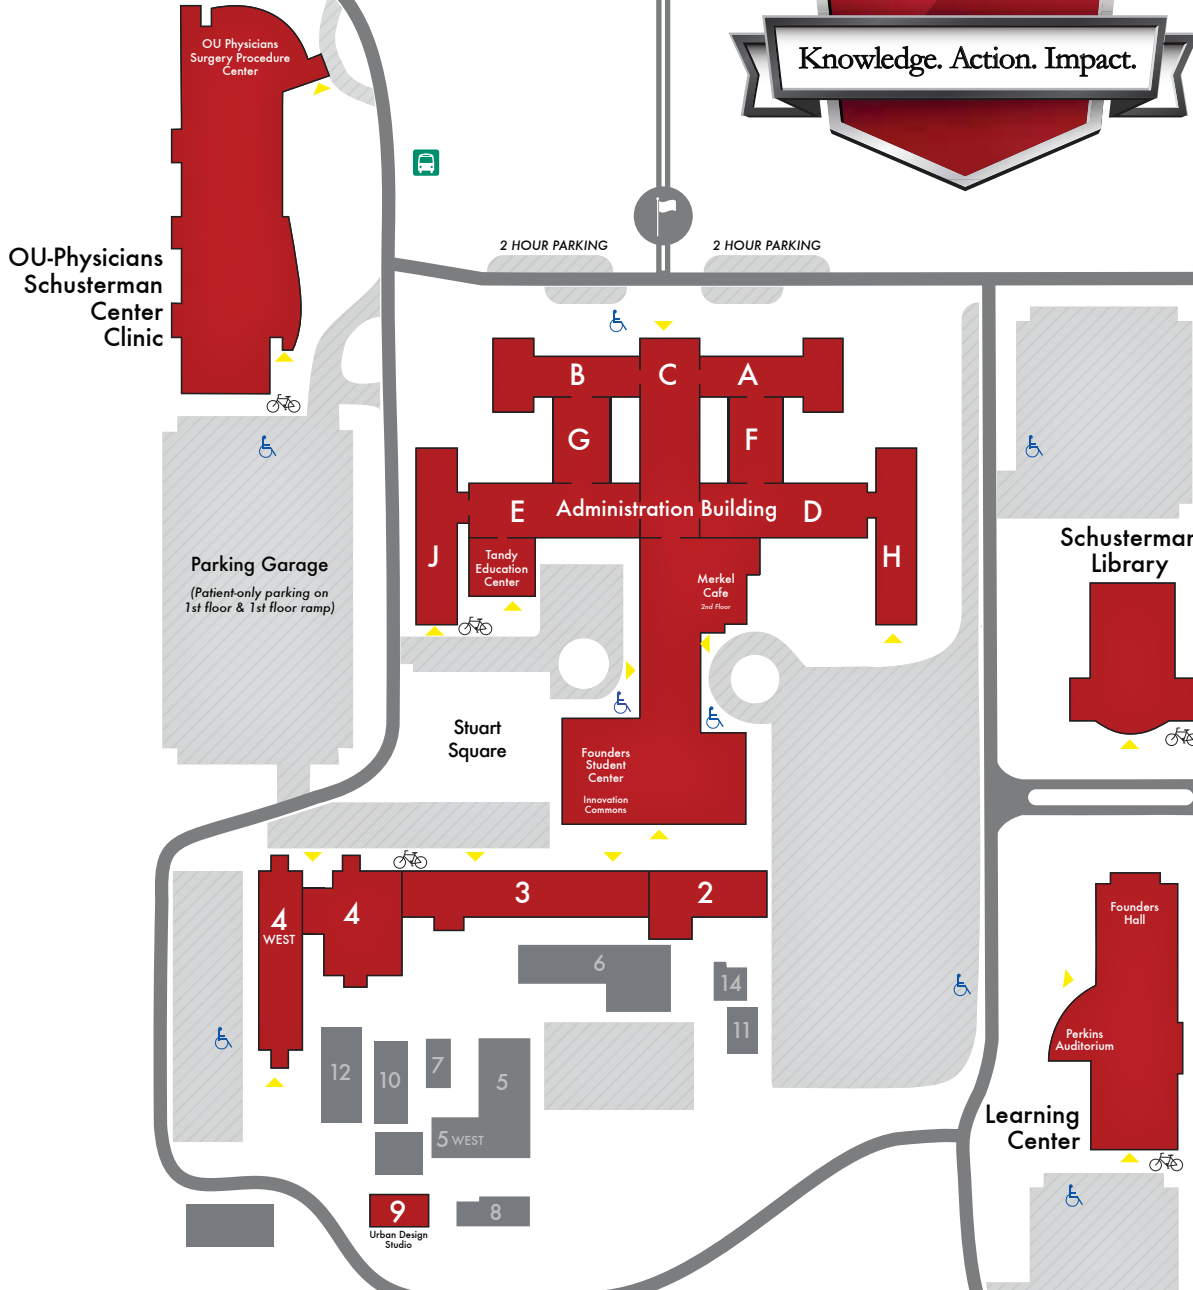 Knowledge. Action. Impact.
OU Physicians
Surgery Procedure
Center
OU-Physicians
Schusterman
Center
Clinic
2 HOUR PARKING
2 HOUR PARKING
B
C
A
G
F
E
Administration Building
D
J
H
Tandy
Education
Center
Merkel
Cafe
2nd Floor
Parking Garage
(Patient-only parking on
1st floor & 1st floor ramp)
Schusterman
Library
Stuart
Square
Founders
Student
Center
Innovation
Commons
4
WEST
4
3
2
6
14
11
12
10
7
5
5 WEST
9
Urban Design
Studio
8
Founders
Hall
Perkins
Auditorium
Learning
Center